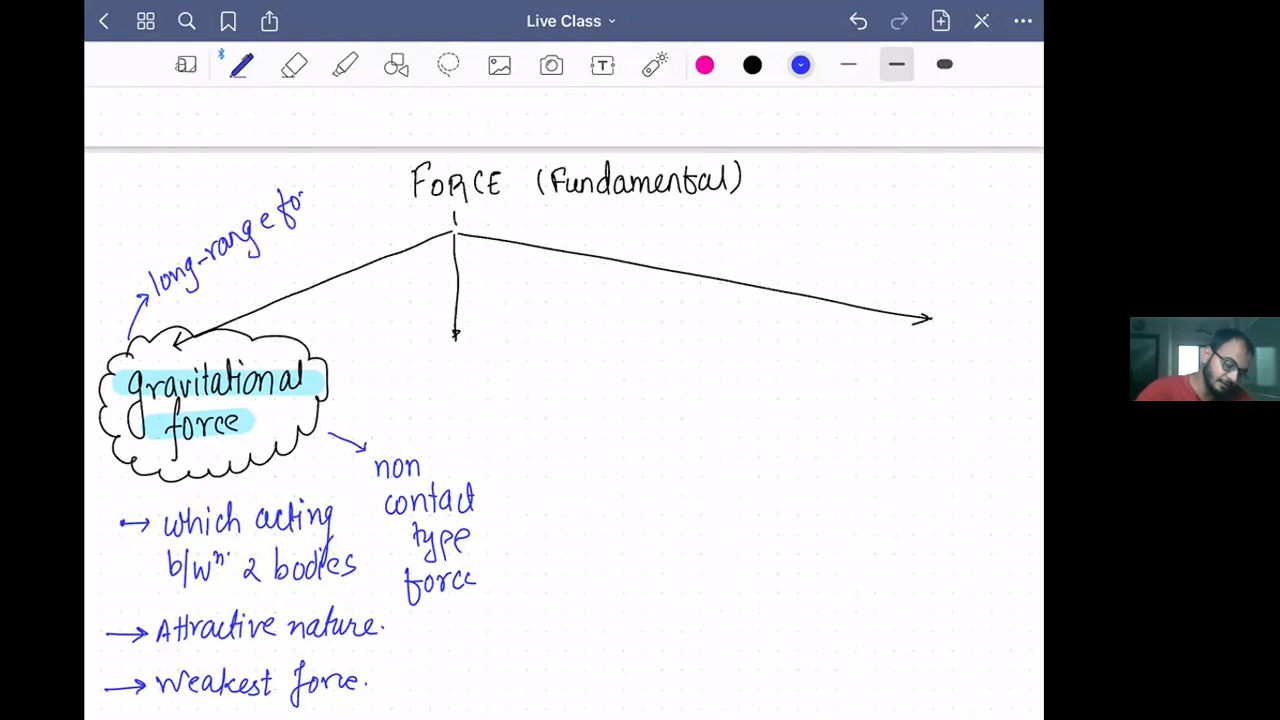 Live Class
FORCE (Fundamental)
long-range fo
gravitational
force
non
contact
type
force
→ which acting
b/wn. 2 bodies
→ Attractive nature.
→ Weakest force.